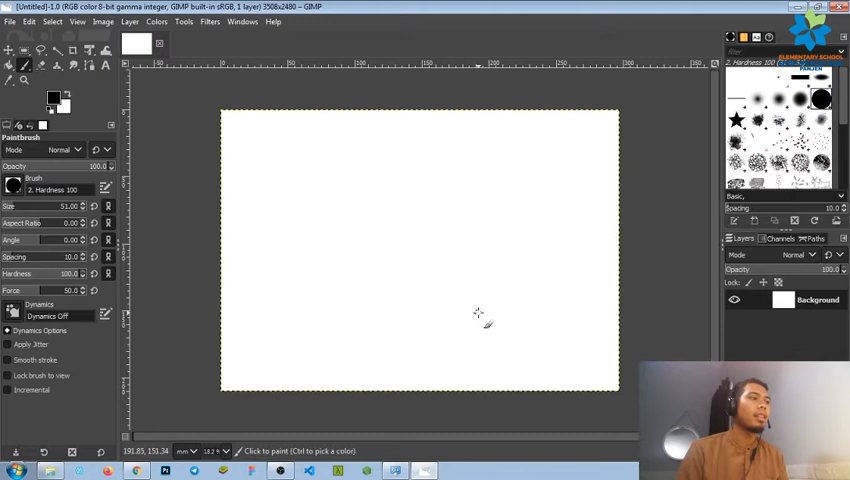 [Untitled]-1.0 (RGB color 8-bit gamma integer, GIMP built-in sRGB, 1 layer) 3508x2480 – GIMP
File Edit Select View Image Layer Colors Tools Filters Windows Help
ELEMENTARY SCHOOL
filter
2. Hardness 100
Paintbrush
Mode Normal
Opacity 100.0
Brush
2. Hardness 100
Size 51.00
Aspect Ratio 0.00
Angle 0.00
Spacing 10.0
Hardness 100.0
Force 50.0
Dynamics
Dynamics Off
Dynamics Options
Apply Jitter
Smooth stroke
Lock brush to view
Incremental
Basic,
Spacing 10.0
Layers Channels Paths
Mode Normal
Opacity 100.0
Lock:
Background
191.85, 151.34 mm 18.2 % Click to paint (Ctrl to pick a color)